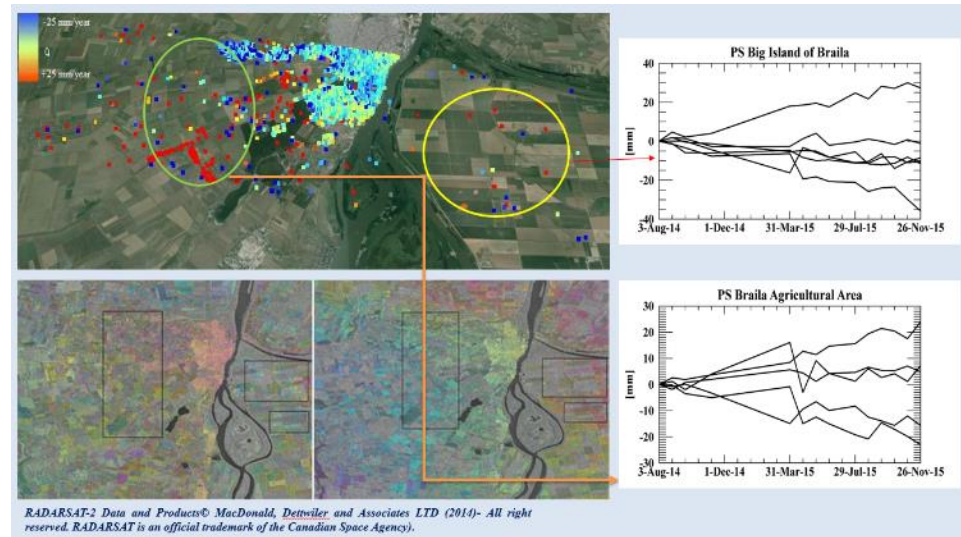 -25 mm/year
0
+25 mm/year
PS Big Island of Braila
40
20
0
-20
-40
[mm]
3-Aug-14 1-Dec-14 31-Mar-15 29-Jul-15 26-Nov-15
PS Braila Agricultural Area
30
20
10
0
-10
-20
-30
[mm]
3-Aug-14 1-Dec-14 31-Mar-15 29-Jul-15 26-Nov-15
RADARSAT-2 Data and Products© MacDonald, Dettwiler and Associates LTD (2014)- All right
reserved. RADARSAT is an official trademark of the Canadian Space Agency).